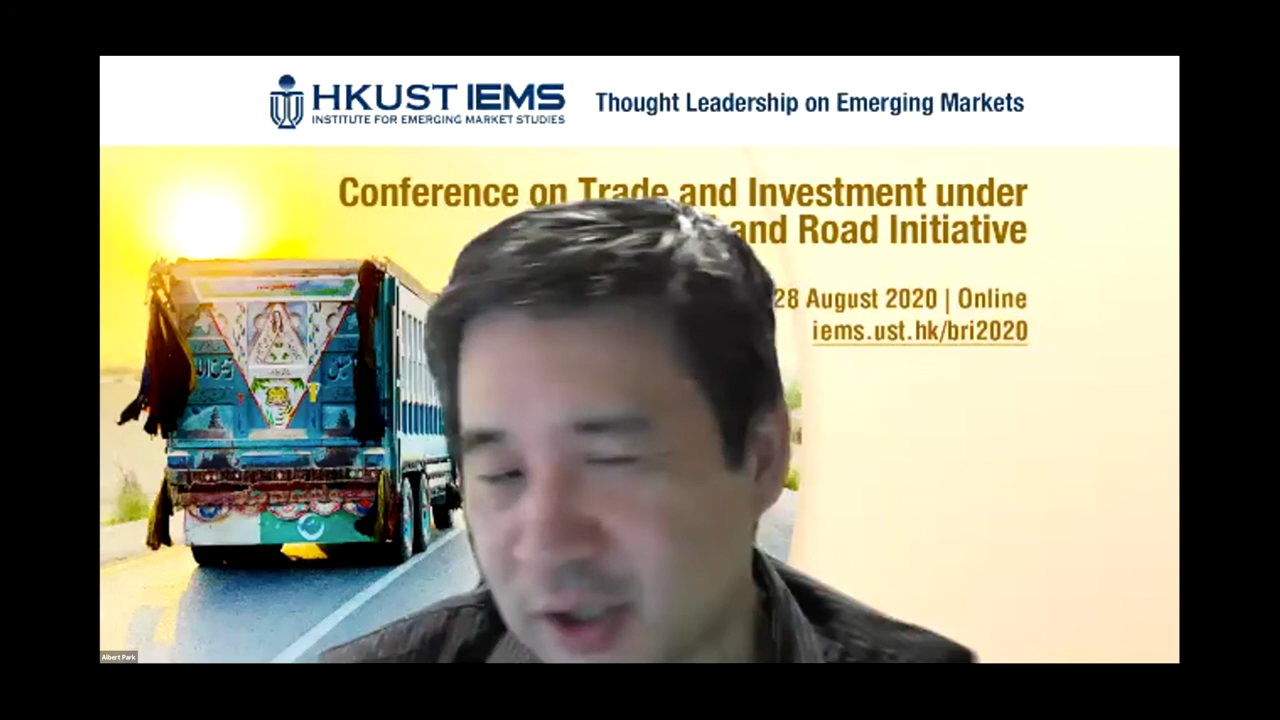 HKUST IEMS
INSTITUTE FOR EMERGING MARKET STUDIES
Thought Leadership on Emerging Markets
Conference on Trade and Investment under
and Road Initiative
28 August 2020 | Online
iems.ust.hk/bri2020
Albert Park